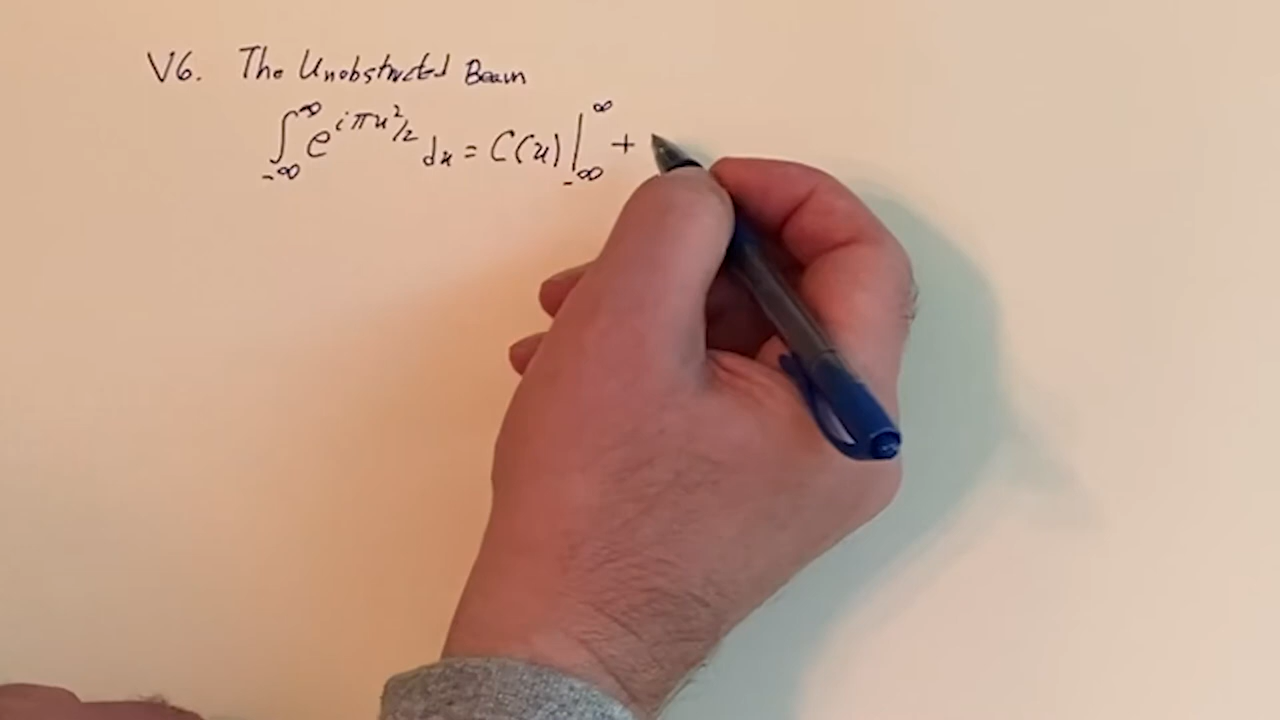 V6. The Unobstructed Beam
∫_{-∞}^{∞} e^{iπu²/2} du = C(u)|_{-∞}^{∞} +